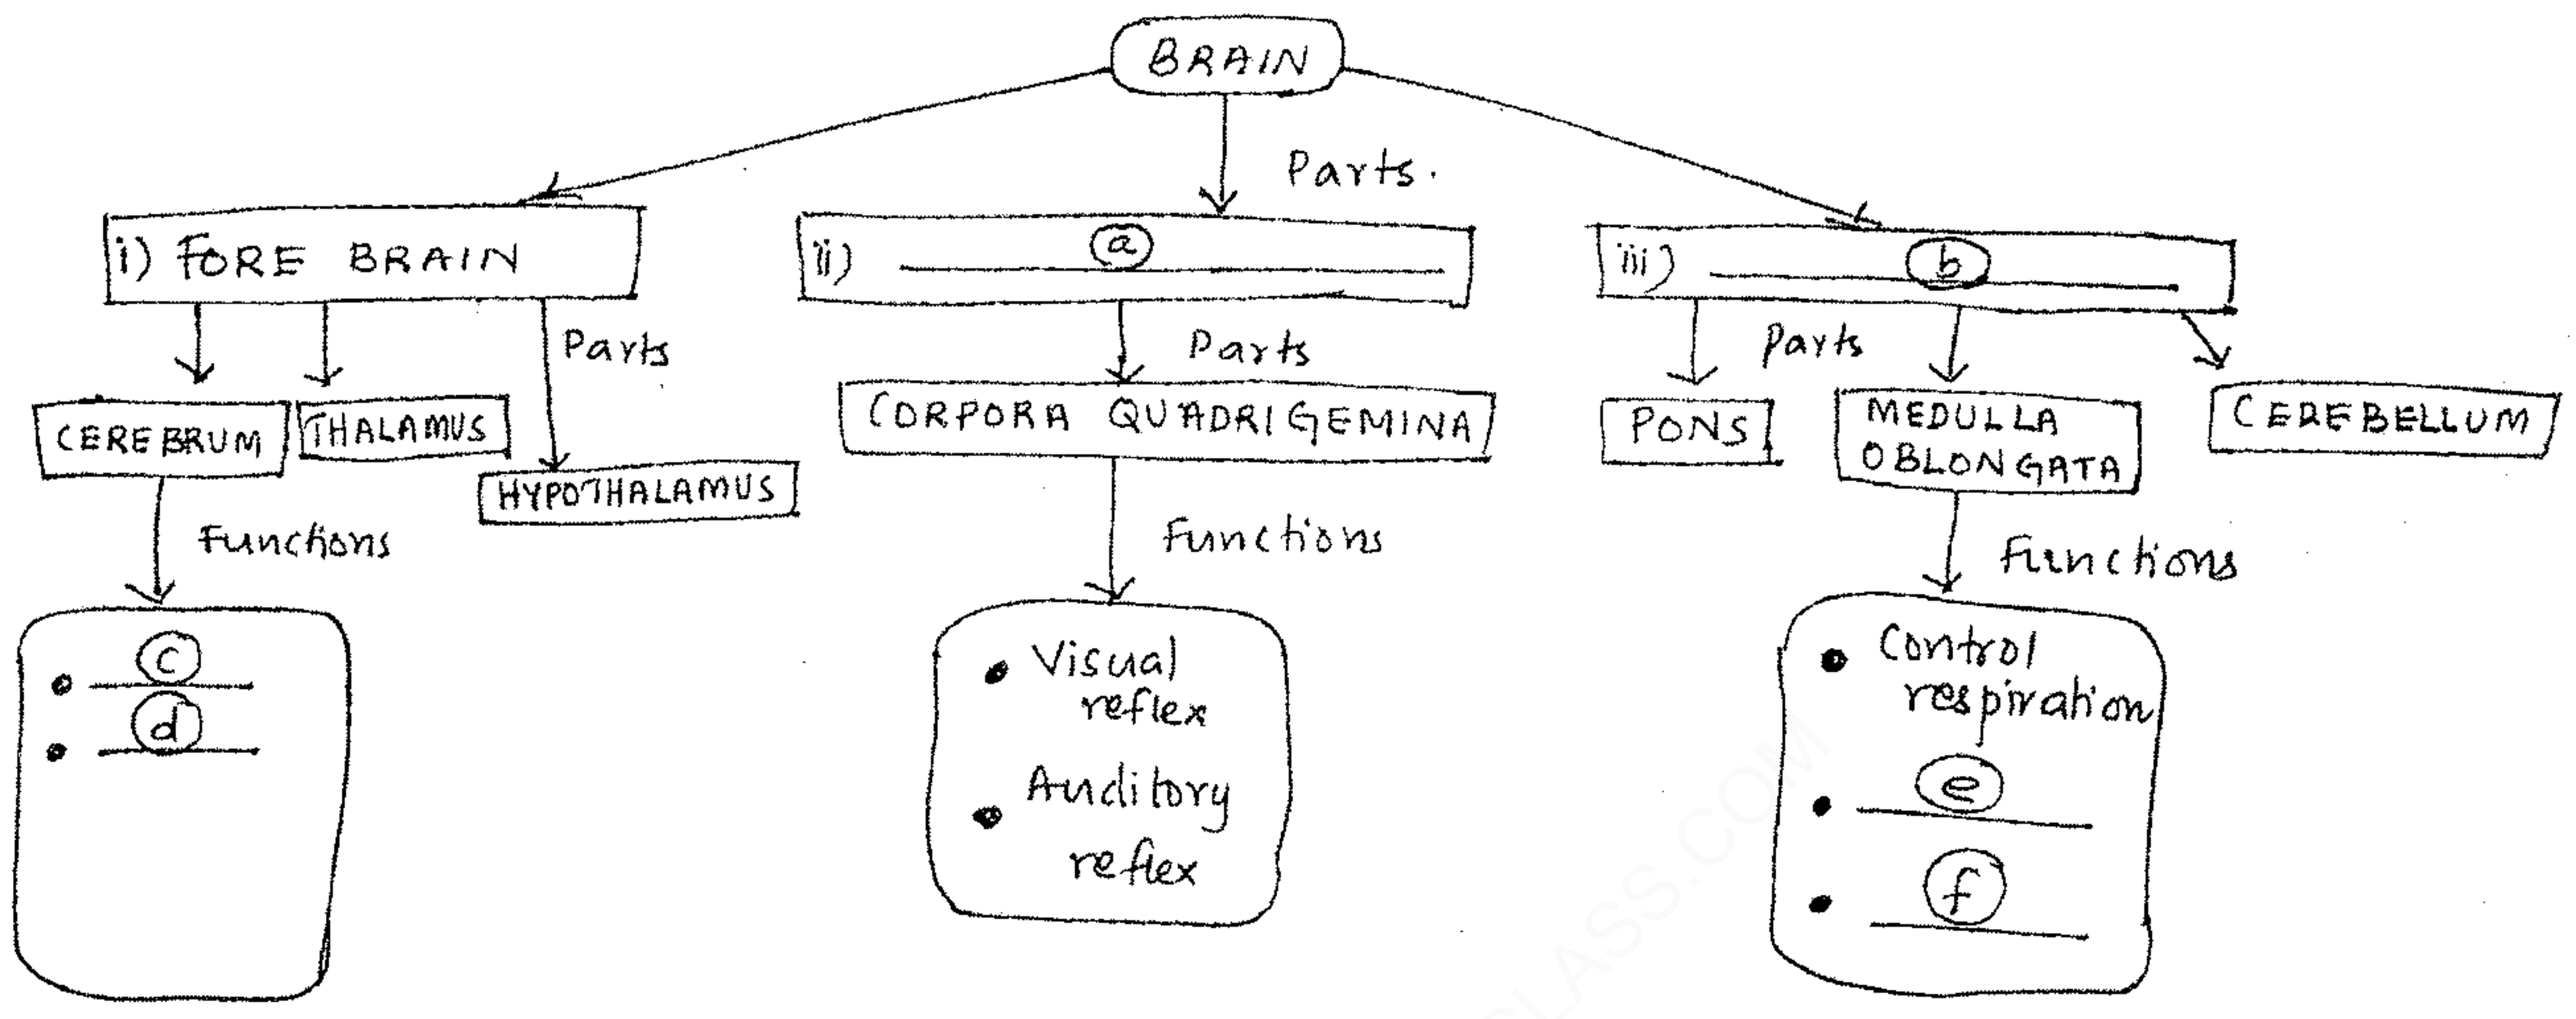 BRAIN
Parts.
i) FORE BRAIN
ii) a
iii) b
Parts
Parts
Parts
CEREBRUM
THALAMUS
HYPOTHALAMUS
CORPORA QUADRIGEMINA
PONS
MEDULLA
OBLONGATA
CEREBELLUM
Functions
Functions
Functions
c
d
Visual
reflex
Auditory
reflex
Control
respiration
e
f